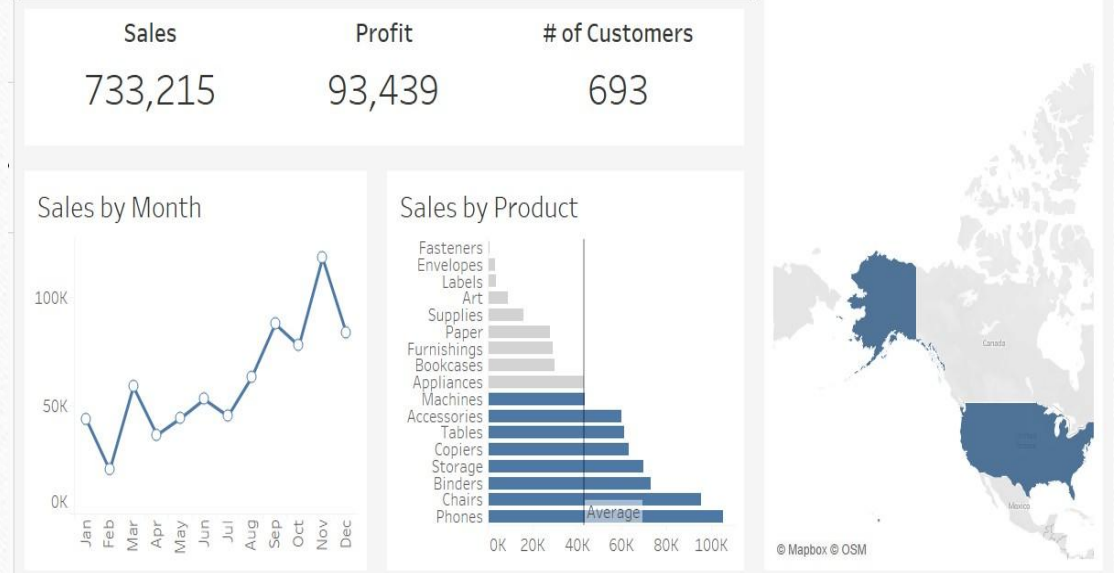 Sales Profit # of Customers
733,215 93,439 693
Sales by Month
100K
50K
0K
Jan Feb Mar Apr May Jun Jul Aug Sep Oct Nov Dec
Sales by Product
Fasteners
Envelopes
Labels
Art
Supplies
Paper
Furnishings
Bookcases
Appliances
Machines
Accessories
Tables
Copiers
Storage
Binders
Chairs
Phones
Average
0K 20K 40K 60K 80K 100K
Canada
Mexico
© Mapbox © OSM